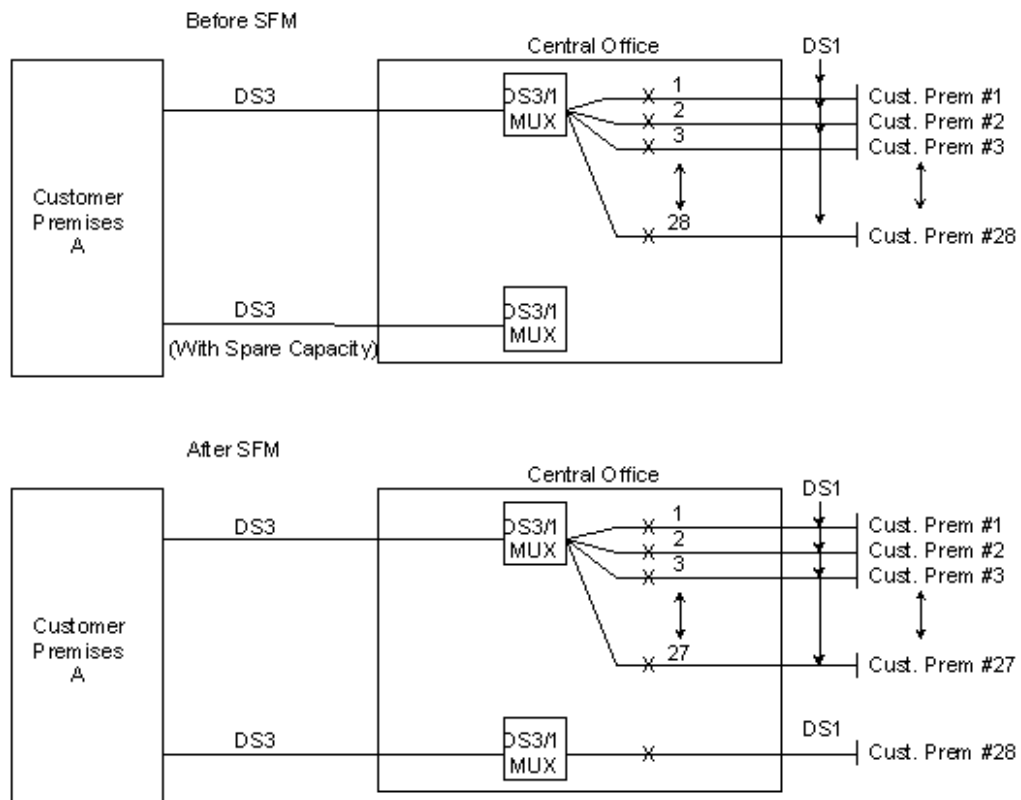 Before SFM
Central Office
DS1
DS3
DS3/1
MUX
1
Cust. Prem #1
2
Cust. Prem #2
3
Cust. Prem #3
Customer
Premises
A
28
Cust. Prem #28
DS3
(With Spare Capacity)
DS3/1
MUX
After SFM
Central Office
DS1
DS3
DS3/1
MUX
1
Cust. Prem #1
2
Cust. Prem #2
3
Cust. Prem #3
Customer
Premises
A
27
Cust. Prem #27
DS3
DS3/1
MUX
DS1
Cust. Prem #28